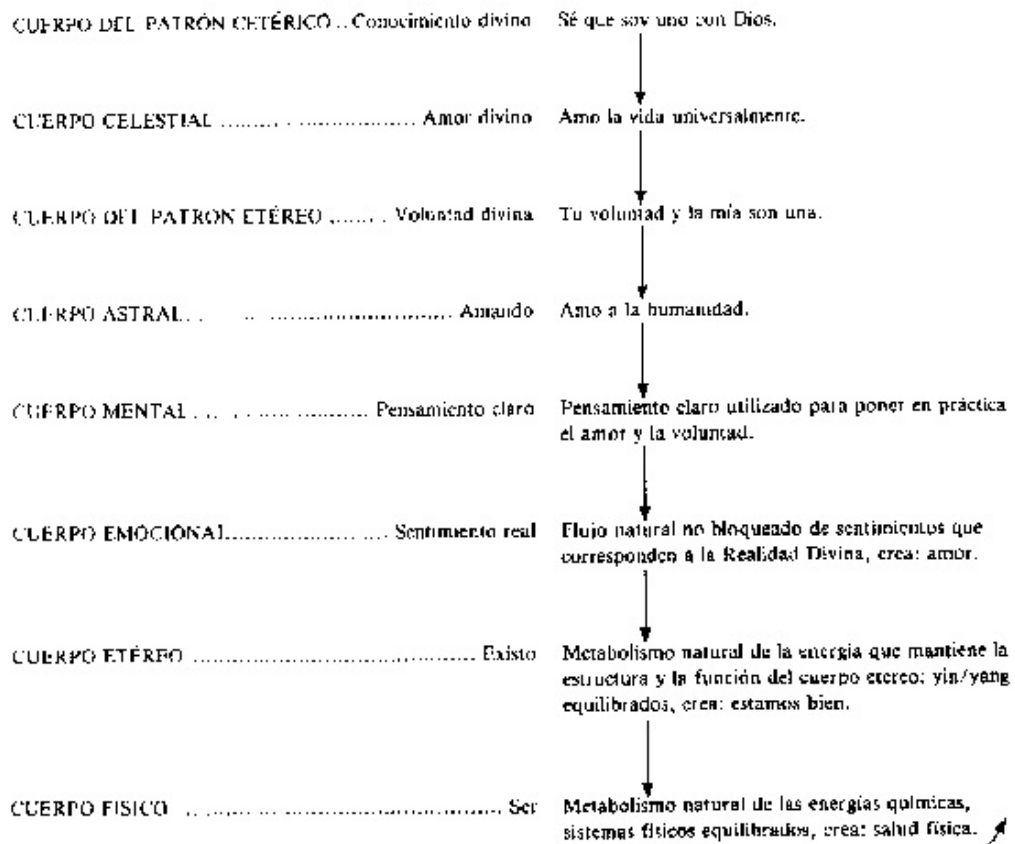 CUERPO DEL PATRÓN CETÉRICO .. Conocimiento divino Sé que soy uno con Dios.
CUERPO CELESTIAL ........................ Amor divino Amo la vida universalmente.
CUERPO DEL PATRON ETÉREO ........ Voluntad divina Tu voluntad y la mía son una.
CUERPO ASTRAL ........................ Amando Amo a la humanidad.
CUERPO MENTAL ........................ Pensamiento claro Pensamiento claro utilizado para poner en práctica
el amor y la voluntad.
CUERPO EMOCIONAL ........................ Sentimiento real Flujo natural no bloqueado de sentimientos que
corresponden a la Realidad Divina, crea: amor.
CUERPO ETÉREO ........................ Existo Metabolismo natural de la energía que mantiene la
estructura y la función del cuerpo etereo; yin/yang
equilibrados, crea: estamos bien.
CUERPO FISICO ........................ Ser Metabolismo natural de las energías químicas,
sistemas físicos equilibrados, crea: salud física.